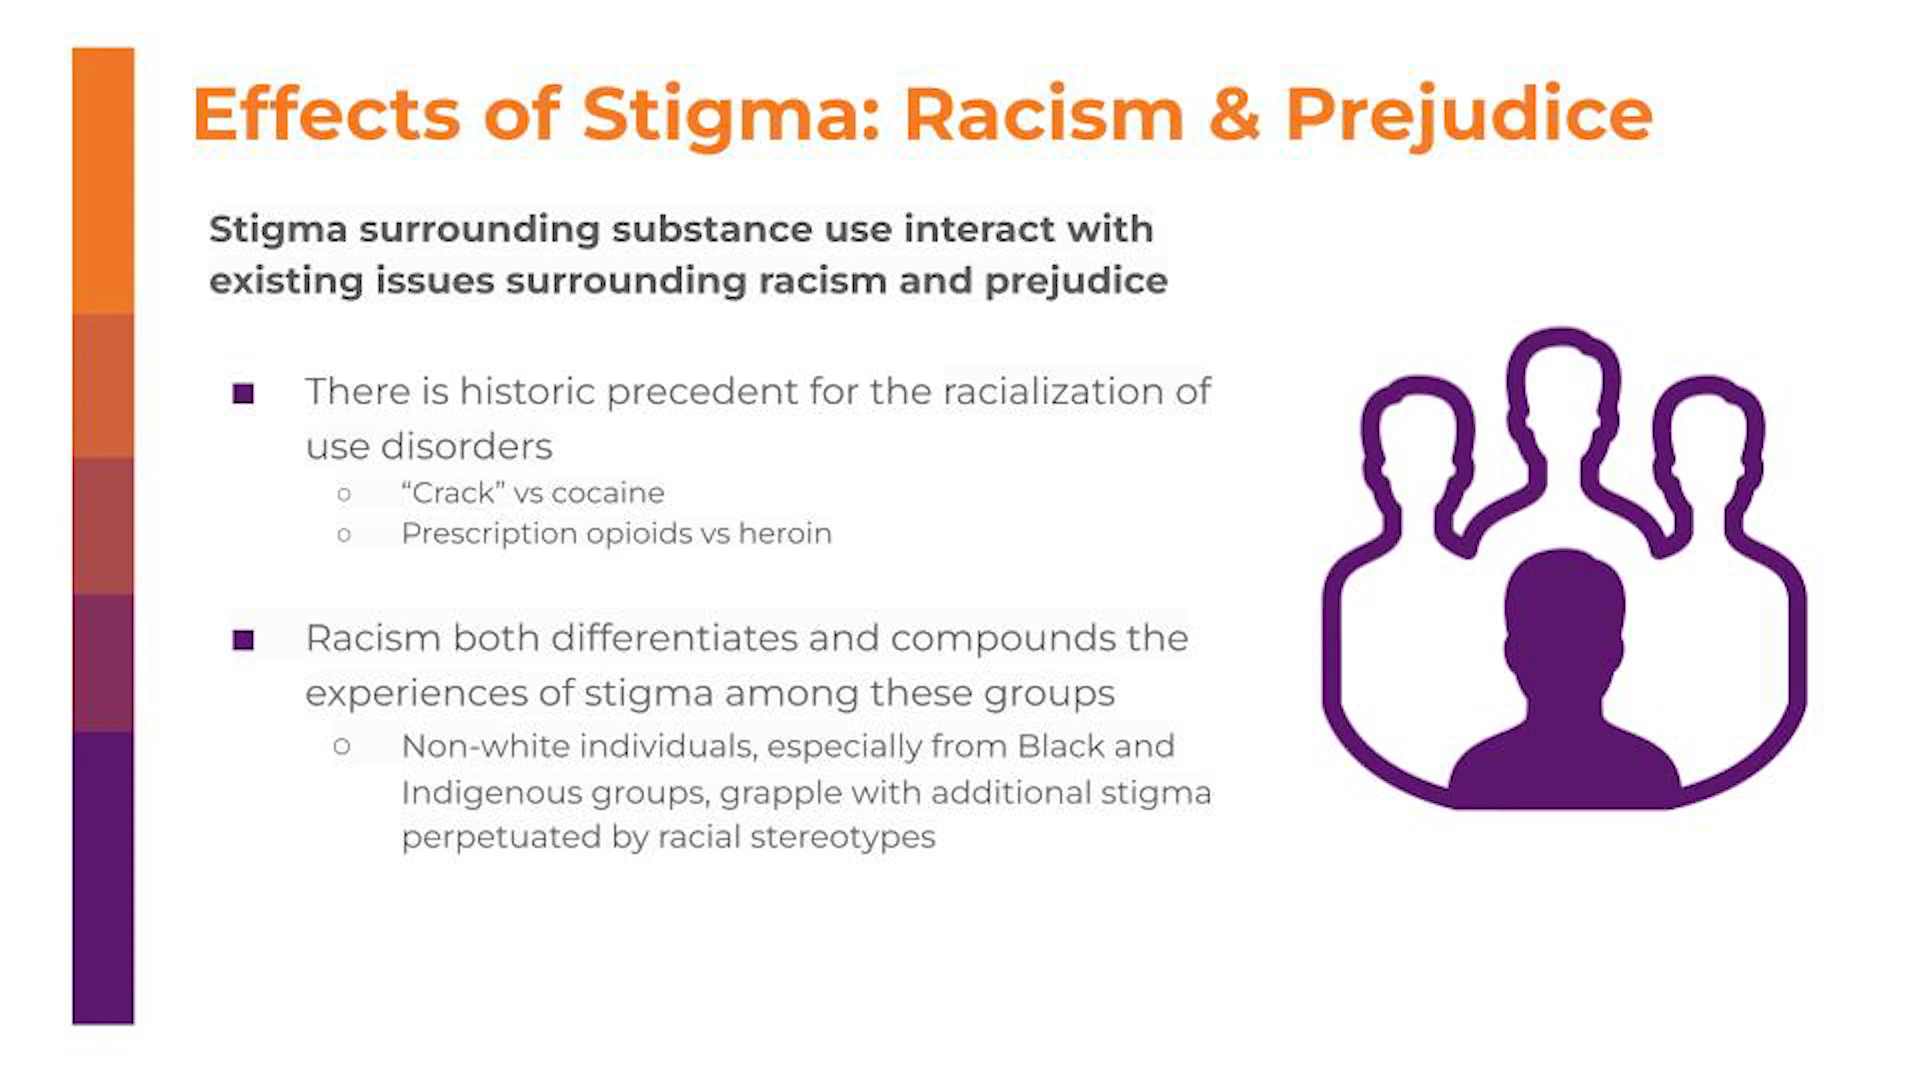 Effects of Stigma: Racism & Prejudice
Stigma surrounding substance use interact with
existing issues surrounding racism and prejudice
■ There is historic precedent for the racialization of
use disorders
○ “Crack” vs cocaine
○ Prescription opioids vs heroin
■ Racism both differentiates and compounds the
experiences of stigma among these groups
○ Non-white individuals, especially from Black and
Indigenous groups, grapple with additional stigma
perpetuated by racial stereotypes